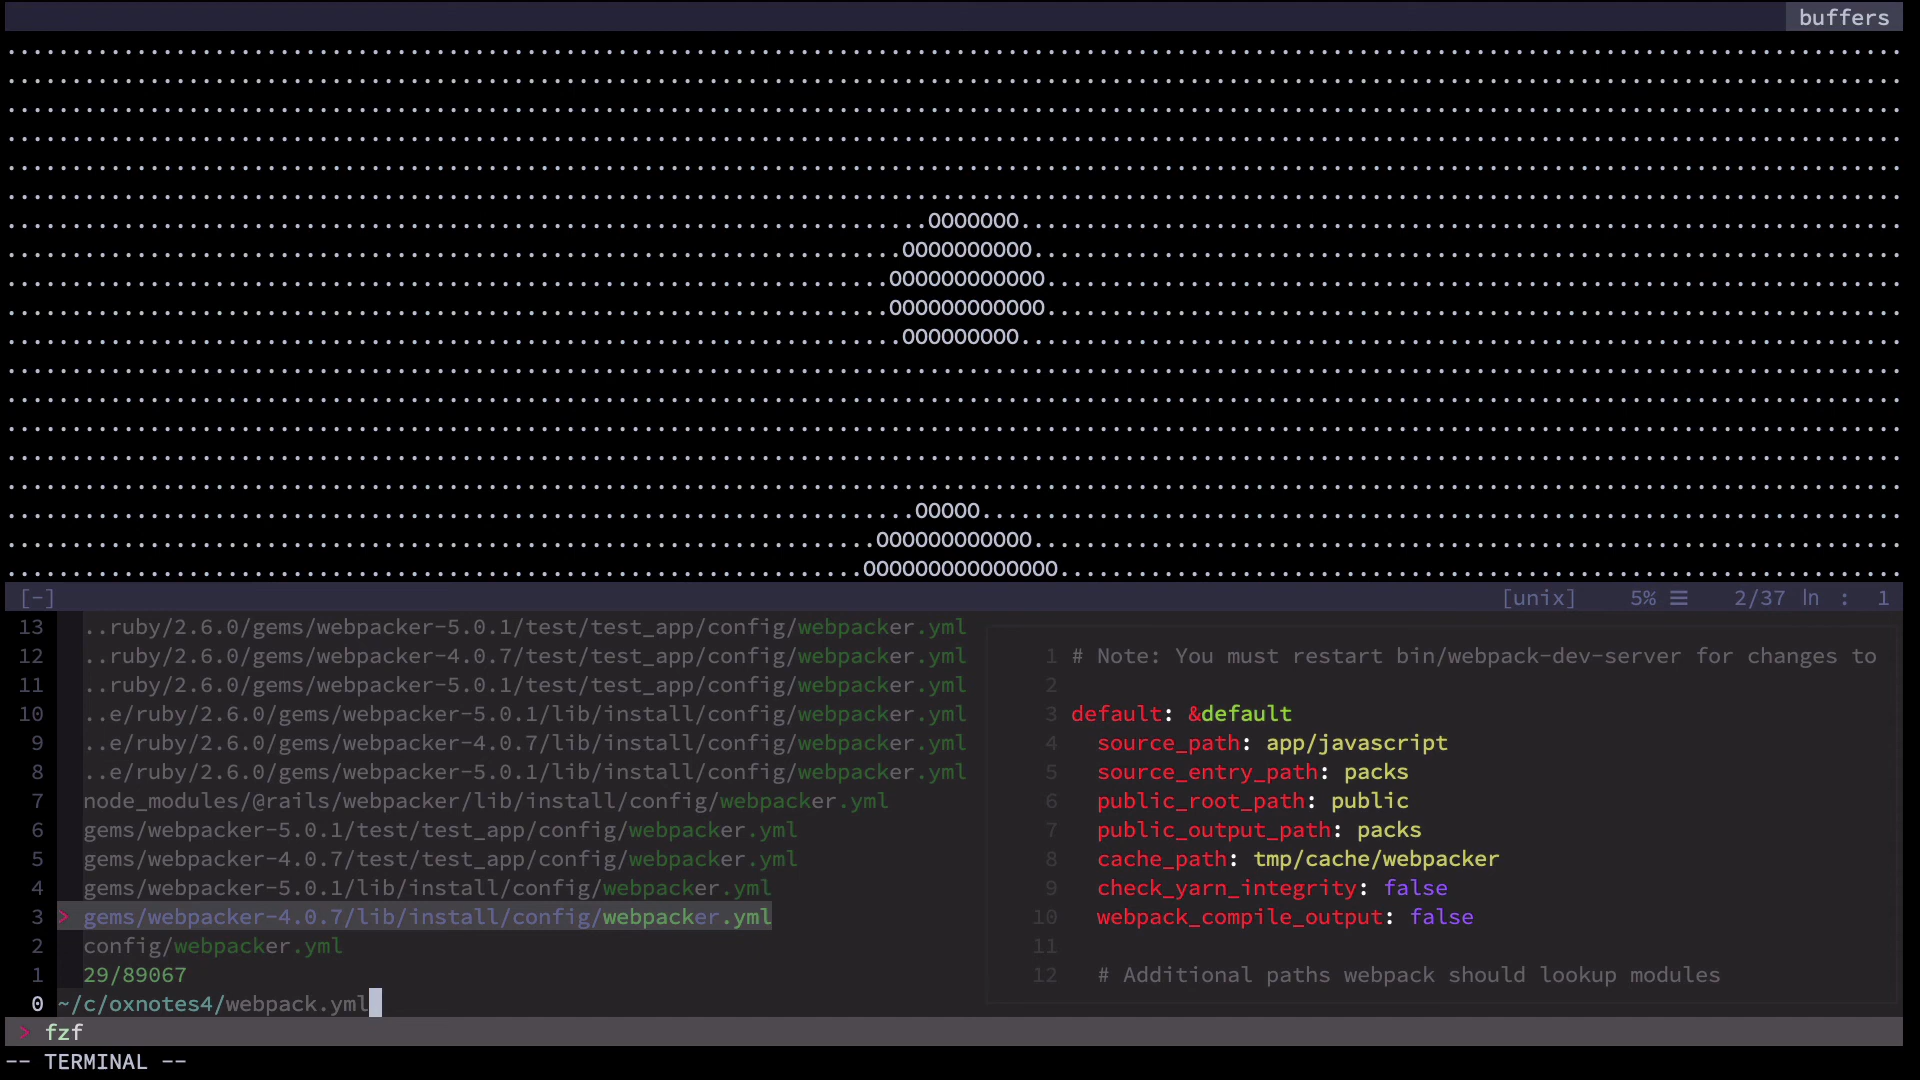 buffers
OOOOOOO
OOOOOOOOOO
OOOOOOOOOOOO
OOOOOOOOOOOO
OOOOOOOOO
OOOOO
OOOOOOOOOOOO
OOOOOOOOOOOOOOO
[-] [unix] 5% ☰ 2/37 ln : 1
13 ..ruby/2.6.0/gems/webpacker-5.0.1/test/test_app/config/webpacker.yml
12 ..ruby/2.6.0/gems/webpacker-4.0.7/test/test_app/config/webpacker.yml
11 ..ruby/2.6.0/gems/webpacker-5.0.1/test/test_app/config/webpacker.yml
10 ..e/ruby/2.6.0/gems/webpacker-5.0.1/lib/install/config/webpacker.yml
9 ..e/ruby/2.6.0/gems/webpacker-4.0.7/lib/install/config/webpacker.yml
8 ..e/ruby/2.6.0/gems/webpacker-5.0.1/lib/install/config/webpacker.yml
7 node_modules/@rails/webpacker/lib/install/config/webpacker.yml
6 gems/webpacker-5.0.1/test/test_app/config/webpacker.yml
5 gems/webpacker-4.0.7/test/test_app/config/webpacker.yml
4 gems/webpacker-5.0.1/lib/install/config/webpacker.yml
3 > gems/webpacker-4.0.7/lib/install/config/webpacker.yml
2 config/webpacker.yml
1 29/89067
0 ~/c/oxnotes4/webpack.yml
1 # Note: You must restart bin/webpack-dev-server for changes to
2
3 default: &default
4 source_path: app/javascript
5 source_entry_path: packs
6 public_root_path: public
7 public_output_path: packs
8 cache_path: tmp/cache/webpacker
9 check_yarn_integrity: false
10 webpack_compile_output: false
11
12 # Additional paths webpack should lookup modules
> fzf
-- TERMINAL --